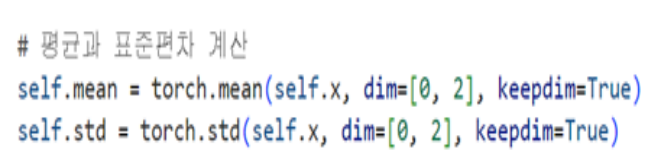 # 평균과 표준편차 계산
self.mean = torch.mean(self.x, dim=[0, 2], keepdim=True)
self.std = torch.std(self.x, dim=[0, 2], keepdim=True)